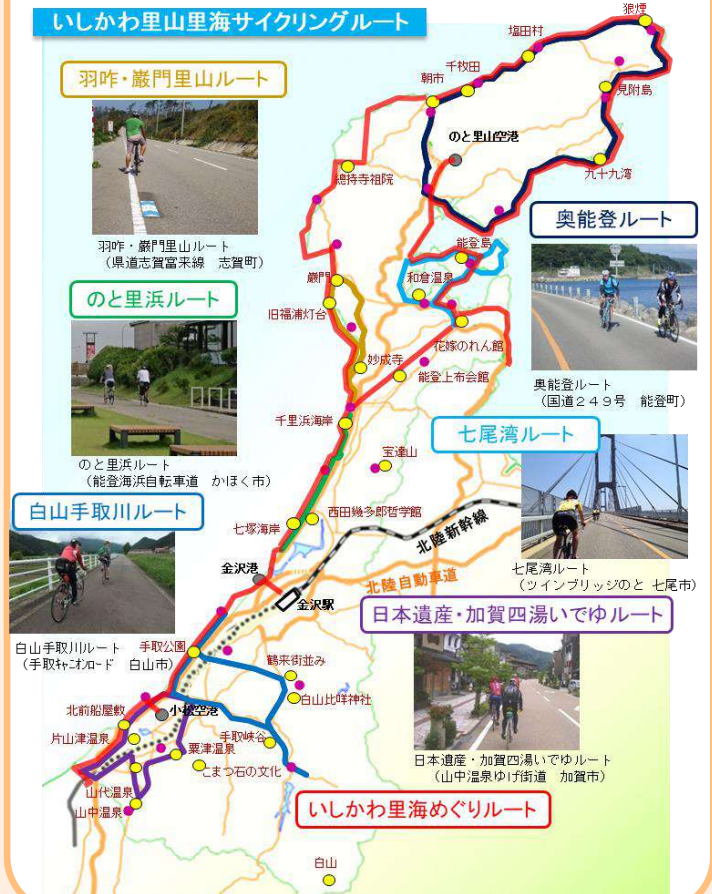 いしかわ里山里海サイクリングルート
狼煙
塩田村
千枚田
朝市
見附島
のと里山空港
九十九湾
總持寺祖院
羽咋・巌門里山ルート
羽咋・巌門里山ルート
(県道志賀富来線 志賀町)
奥能登ルート
奥能登ルート
(国道249号 能登町)
能登島
和倉温泉
巌門
旧福浦灯台
花嫁のれん館
妙成寺
能登上布会館
のと里浜ルート
のと里浜ルート
(能登海浜自転車道 かほく市)
千里浜海岸
宝達山
七尾湾ルート
七尾湾ルート
(ツインブリッジのと 七尾市)
七塚海岸
西田幾多郎哲学館
北陸新幹線
白山手取川ルート
白山手取川ルート
(手取キャニオンロード 白山市)
金沢港
金沢駅
北陸自動車道
日本遺産・加賀四湯いでゆルート
日本遺産・加賀四湯いでゆルート
(山中温泉ゆげ街道 加賀市)
手取公園
鶴来街並み
白山比咩神社
北前船屋敷
小松空港
手取峡谷
片山津温泉
粟津温泉
こまつ石の文化
山代温泉
山中温泉
いしかわ里海めぐりルート
白山